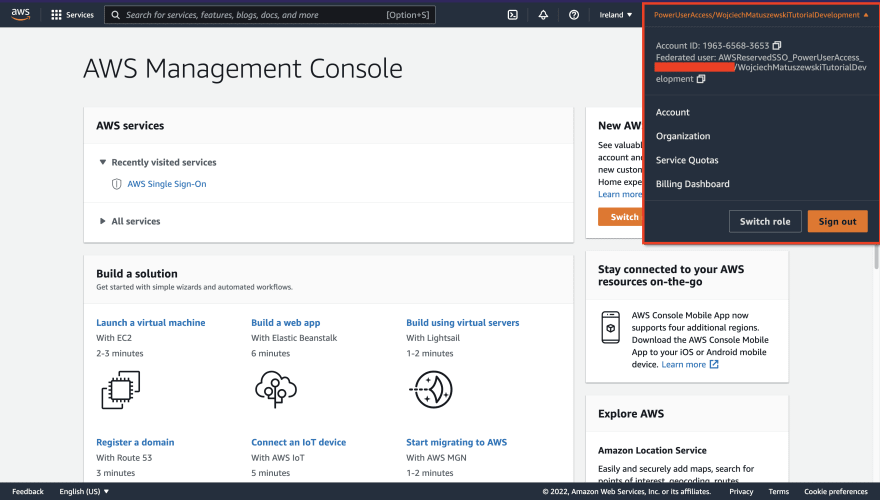 aws
Services
Search for services, features, blogs, docs, and more
[Option+S]
Ireland ▼
PowerUserAccess/WojciechMatuszewskiTutorialDevelopment ▲
Account ID: 1963-6568-3653
Federated user: AWSReservedSSO_PowerUserAccess_
/WojciechMatuszewskiTutorialDev
elopment
Account
Organization
Service Quotas
Billing Dashboard
Switch role
Sign out
AWS Management Console
AWS services
▼ Recently visited services
AWS Single Sign-On
▶ All services
New AW
See valuabl
account an
new custom
Home expe
Learn more
Switch
Build a solution
Get started with simple wizards and automated workflows.
Launch a virtual machine
With EC2
2-3 minutes
Build a web app
With Elastic Beanstalk
6 minutes
Build using virtual servers
With Lightsail
1-2 minutes
Register a domain
With Route 53
3 minutes
Connect an IoT device
With AWS IoT
5 minutes
Start migrating to AWS
With AWS MGN
1-2 minutes
Stay connected to your AWS
resources on-the-go
AWS Console Mobile App now
supports four additional regions.
Download the AWS Console Mobile
App to your iOS or Android mobile
device. Learn more
Explore AWS
Amazon Location Service
Easily and securely add maps, search for
points of interest, geocoding, routes
Feedback
English (US) ▼
© 2022, Amazon Web Services, Inc. or its affiliates.
Privacy
Terms
Cookie preferences